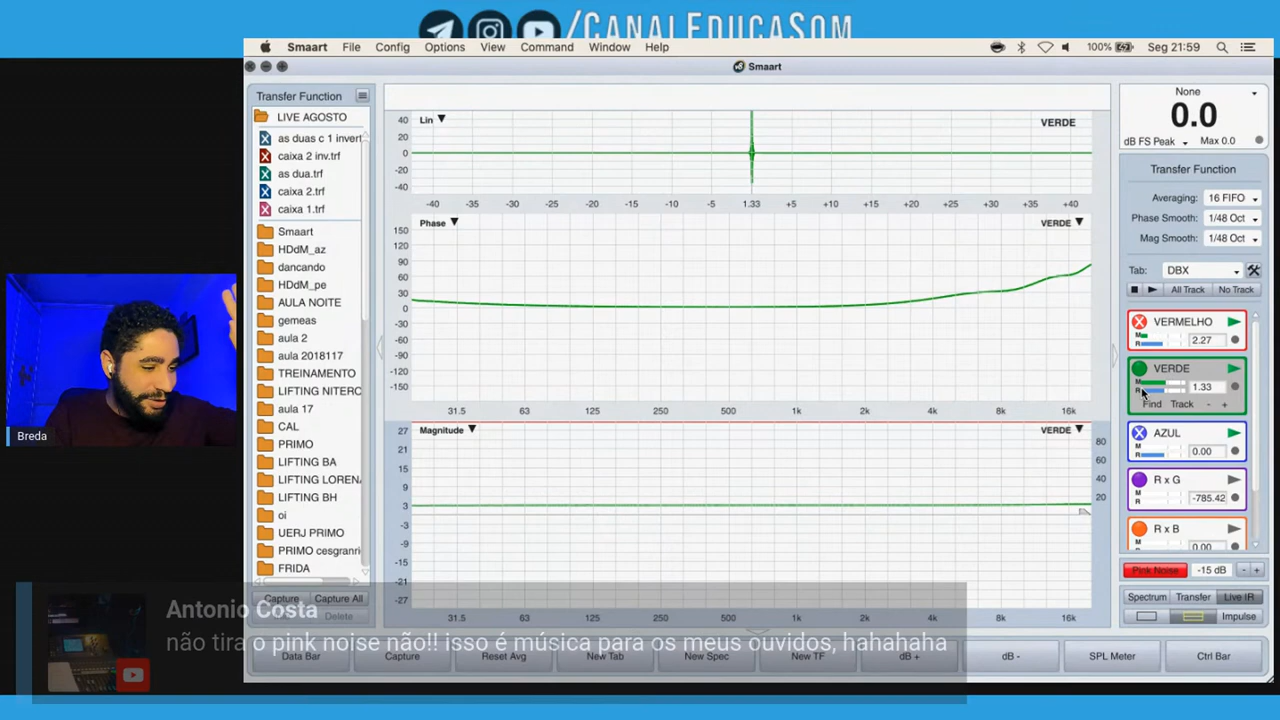 /CANALEDUCASOM
Smaart File Config Options View Command Window Help
100% Seg 21:59
Smaart
Transfer Function
LIVE AGOSTO
as duas c 1 invert
caixa 2 inv.trf
as dua.trf
caixa 2.trf
caixa 1.trf
Smaart
HDdM_az
dancando
HDdM_pe
AULA NOITE
gemeas
aula 2
aula 2018117
TREINAMENTO
LIFTING NITERO
aula 17
CAL
PRIMO
LIFTING BA
LIFTING LOREN
LIFTING BH
oi
UERJ PRIMO
PRIMO cesgranri
FRIDA
Capture Capture All
Delete
Lin VERDE
40
20
0
-20
-40
-40 -35 -30 -25 -20 -15 -10 -5 1.33 +5 +10 +15 +20 +25 +30 +35 +40
Phase VERDE
150
120
90
60
30
0
-30
-60
-90
-120
-150
31.5 63 125 250 500 1k 2k 4k 8k 16k
Magnitude VERDE
27
21
15
9
3
-3
-9
-15
-21
-27
80
60
40
20
31.5 63 125 250 500 1k 2k 4k 8k 16k
None
0.0
dB FS Peak Max 0.0
Transfer Function
Averaging: 16 FIFO
Phase Smooth: 1/48 Oct
Mag Smooth: 1/48 Oct
Tab: DBX
All Track No Track
VERMELHO
M
R 2.27
VERDE
M
R 1.33
Find Track - +
AZUL
M
R 0.00
R x G
M
R -785.42
R x B
M
0.00
Pink Noise -15 dB - +
Spectrum Transfer Live IR
Impulse
Data Bar Capture Reset Avg New Tab New Spec New TF dB + dB - SPL Meter Ctrl Bar
Breda
Antonio Costa
não tira o pink noise não!! isso é música para os meus ouvidos, hahahaha